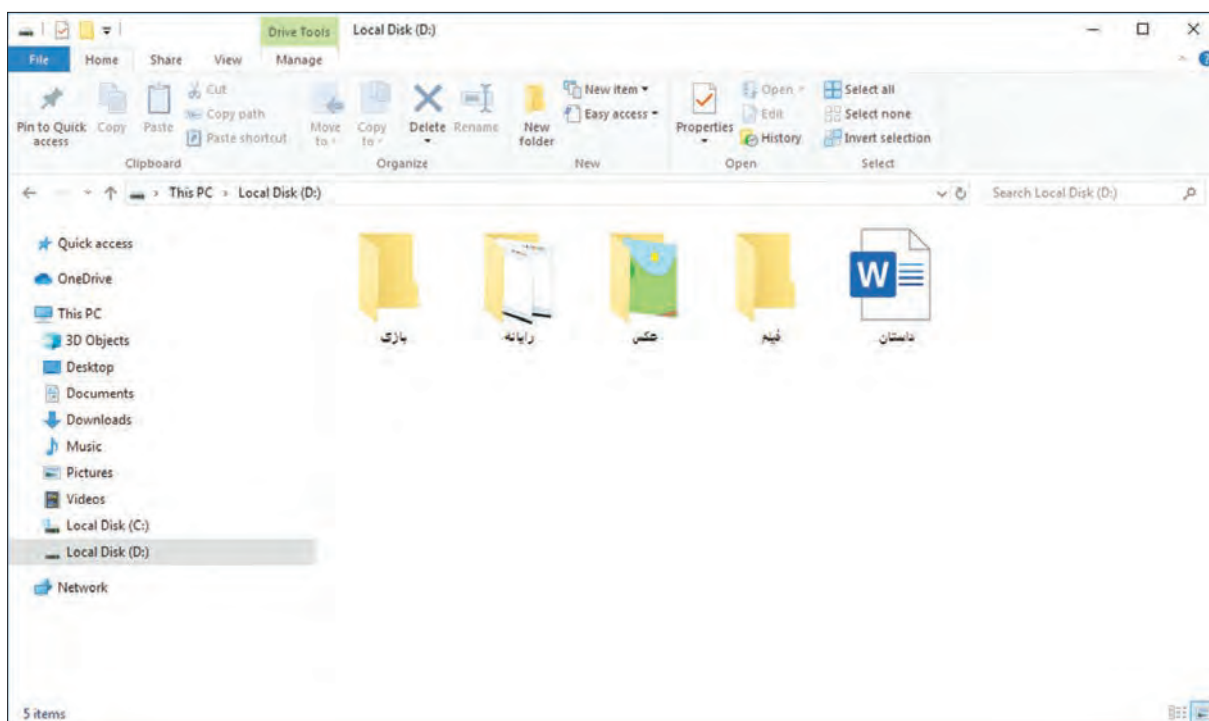 Drive Tools Local Disk (D:)
File Home Share View Manage
Pin to Quick access
Copy
Paste
Cut
Copy path
Paste shortcut
Clipboard
Move to
Copy to
Delete
Rename
Organize
New folder
New item
Easy access
New
Properties
Open
Edit
History
Open
Select all
Select none
Invert selection
Select
This PC > Local Disk (D:)
Search Local Disk (D:)
Quick access
OneDrive
This PC
3D Objects
Desktop
Documents
Downloads
Music
Pictures
Videos
Local Disk (C:)
Local Disk (D:)
Network
بازی
رایانه
عکس
فیلم
داستان
W
5 items